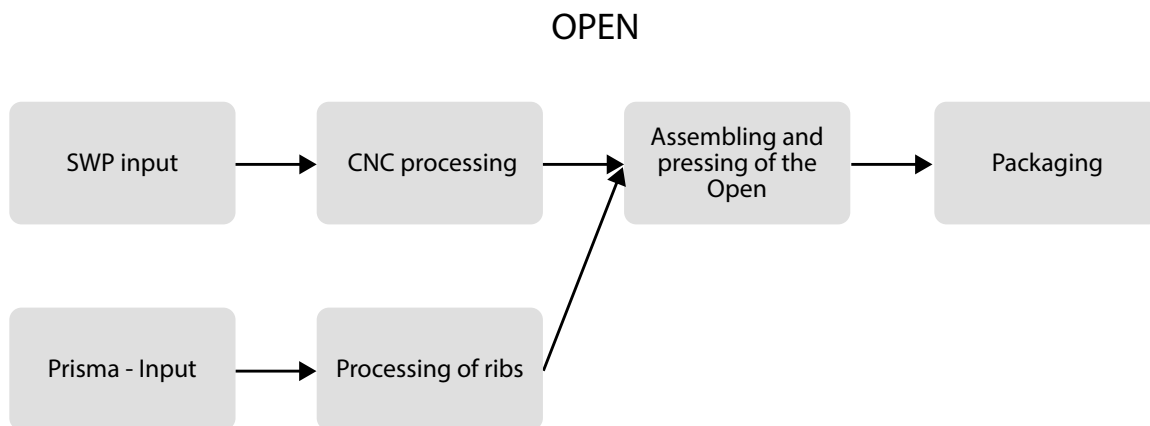 OPEN
SWP input
CNC processing
Assembling and
pressing of the
Open
Packaging
Prisma - Input
Processing of ribs